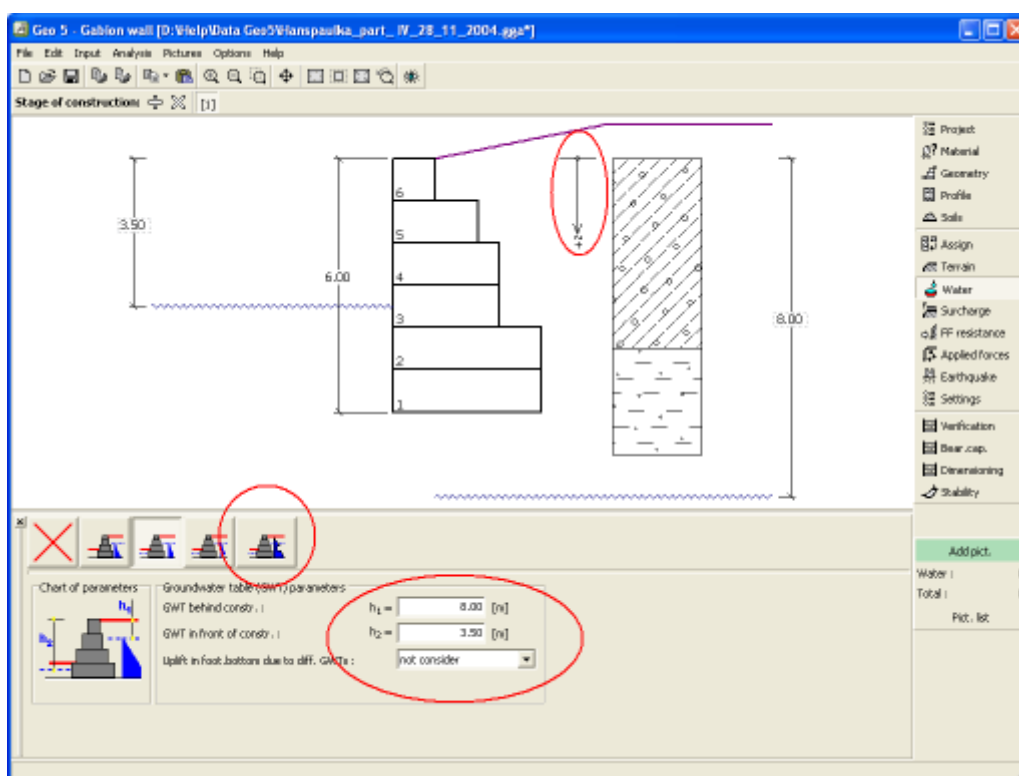 Geo 5 - Gabion wall [D:\Help\Data Geo5\Hanspaulka_part_ IV_28_11_2004.gga*]
File Edit Input Analysis Pictures Options Help
Stage of construction: [1]
3.50
6.00
8.00
6
5
4
3
2
1
+z
Project
Material
Geometry
Profile
Soils
Assign
Terrain
Water
Surcharge
FF resistance
Applied forces
Earthquake
Settings
Verification
Bear.cap.
Dimensioning
Stability
Add pict.
Water :
Total :
Pict. list
Chart of parameters
h1
h2
Groundwater table (GWT) parameters
GWT behind constr. : h1 = 8.00 [m]
GWT in front of constr. : h2 = 3.50 [m]
Uplift in foot.bottom due to diff. GWTs : not consider